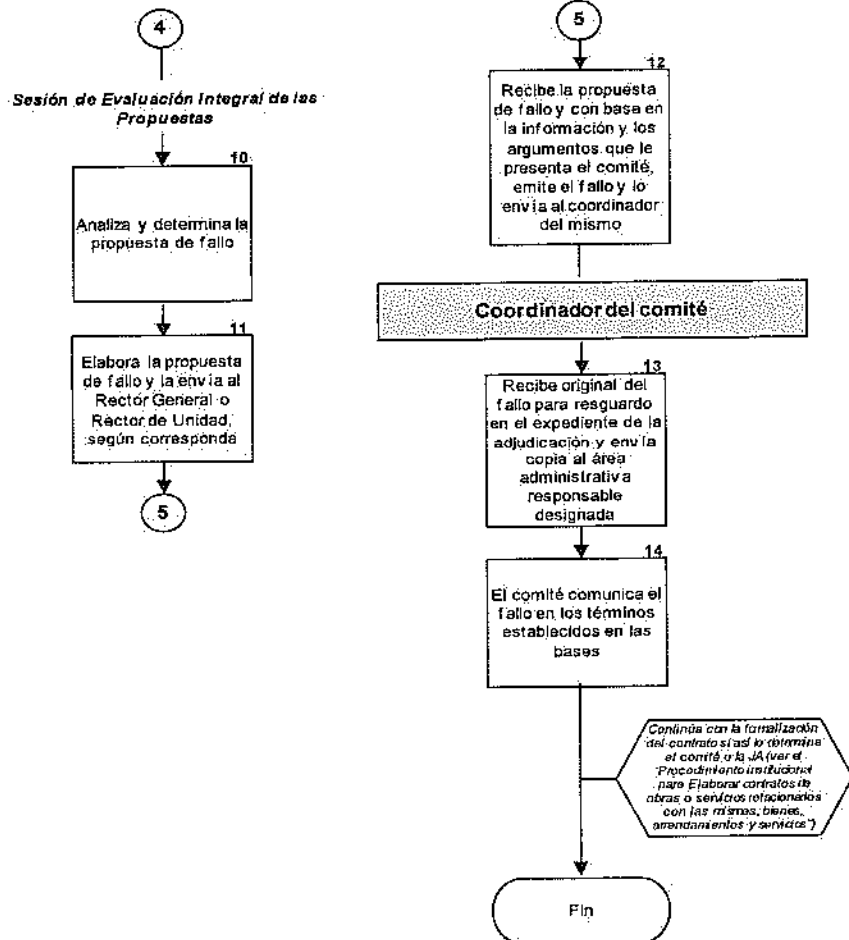 4
Sesión de Evaluación Integral de las
Propuestas
10
Analiza y determina la
propuesta de fallo
11
Elabora la propuesta
de fallo y la envía al
Rector General o
Rector de Unidad,
según corresponda
5
5
12
Recibe la propuesta
de fallo y con base en
la información y los
argumentos que le
presenta el comité,
emite el fallo y lo
envía al coordinador
del mismo
Coordinador del comité
13
Recibe original del
fallo para resguardo
en el expediente de la
adjudicación y envía
copia al área
administrativa
responsable
designada
14
El comité comunica el
fallo en los términos
establecidos en las
bases
Continúa con la formalización
del contrato si así lo determina
el comité o la JA (ver el
"Procedimiento institucional
para Elaborar contratos de
obras o servicios relacionados
con las mismas, bienes,
arrendamientos y servicios")
Fin